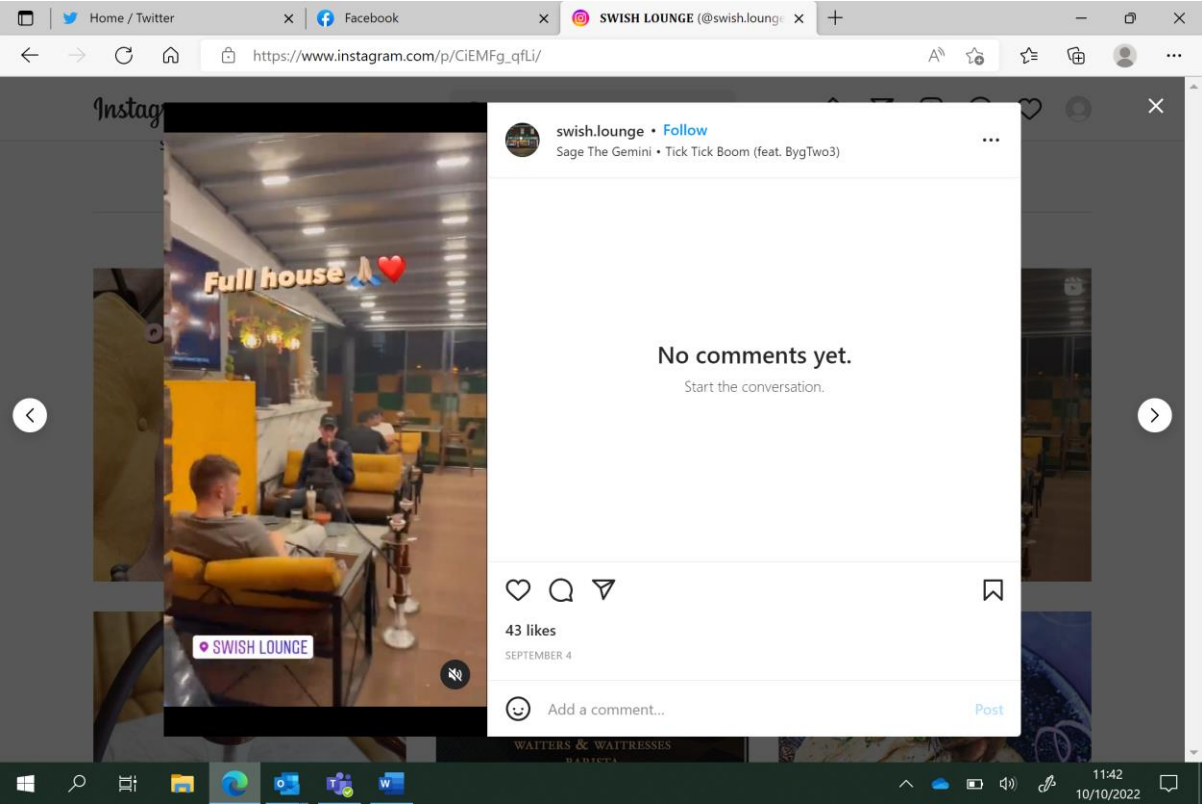 Home / Twitter
Facebook
SWISH LOUNGE (@swish.lounge
https://www.instagram.com/p/CiEMFg_qfLi/
Instag
swish.lounge • Follow
Sage The Gemini • Tick Tick Boom (feat. BygTwo3)
Full house 🙏🏼❤️
No comments yet.
Start the conversation.
43 likes
SEPTEMBER 4
SWISH LOUNGE
Add a comment...
Post
WAITERS & WAITRESSES
BARISTA
11:42
10/10/2022